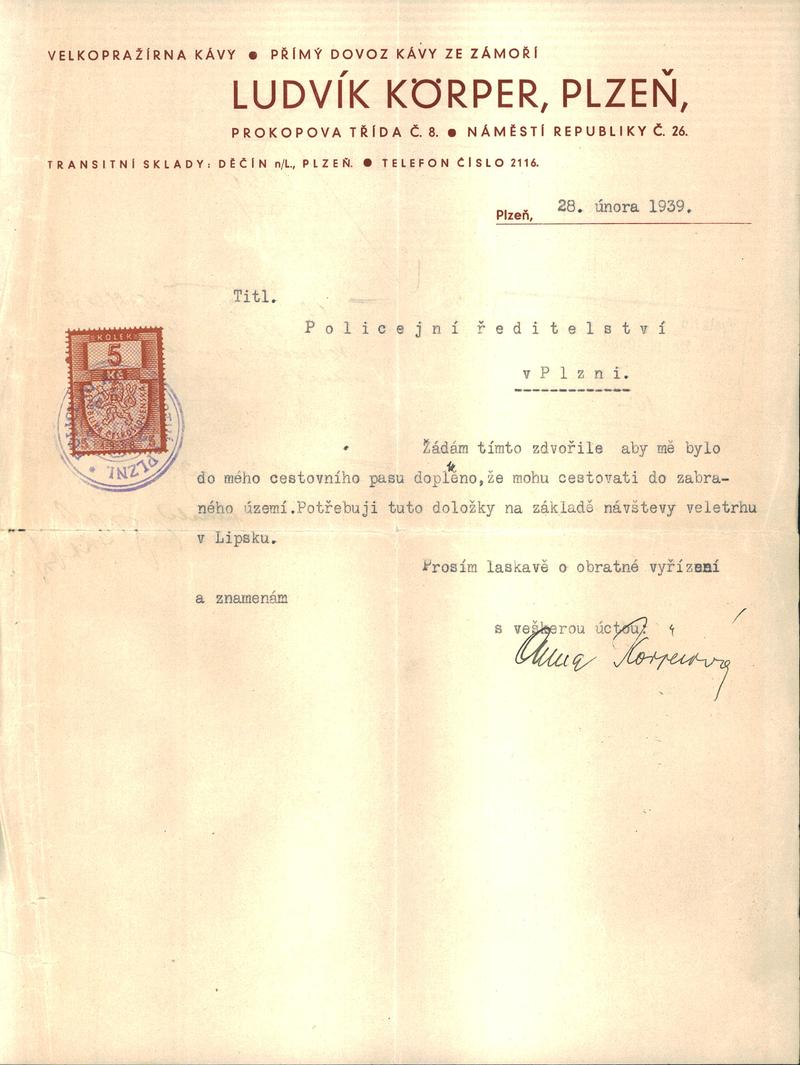 VELKOPRAŽÍRNA KÁVY ● PŘÍMÝ DOVOZ KÁVY ZE ZÁMOŘÍ
LUDVÍK KÖRPER, PLZEŇ,
PROKOPOVA TŘÍDA Č. 8. ● NÁMĚSTÍ REPUBLIKY Č. 26.
TRANSITNÍ SKLADY: DĚČÍN n/L., PLZEŇ. ● TELEFON ČÍSLO 2116.
Plzeň, 28. února 1939.
Titl.
Policejní ředitelství
v Plzni.
KOLEK
5
Kč
PLZNI.
Žádám tímto zdvořile aby mě bylo
do mého cestovního pasu doplěno,že mohu cestovati do zabra-
ného území.Potřebuji tuto doložky na základě návštevy veletrhu
v Lipsku.
Prosím laskavě o obratné vyřízení
a znamenám
s veškerou úctou:
Anna Körperová